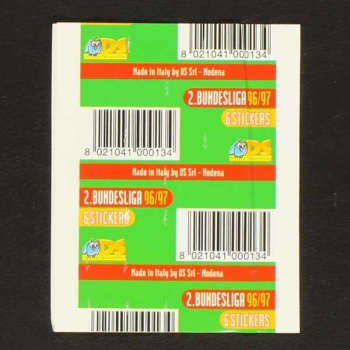 DS
8 021041 000134
Made in Italy by DS Srl - Modena
2.BUNDESLIGA 96/97
6 STICKERS
8 021041 000134
Made in Italy by DS Srl - Modena
2.BUNDESLIGA 96/97
6 STICKERS
DS
8 021041 000134
Made in Italy by DS Srl - Modena
2.BUNDESLIGA 96/97
6 STICKERS